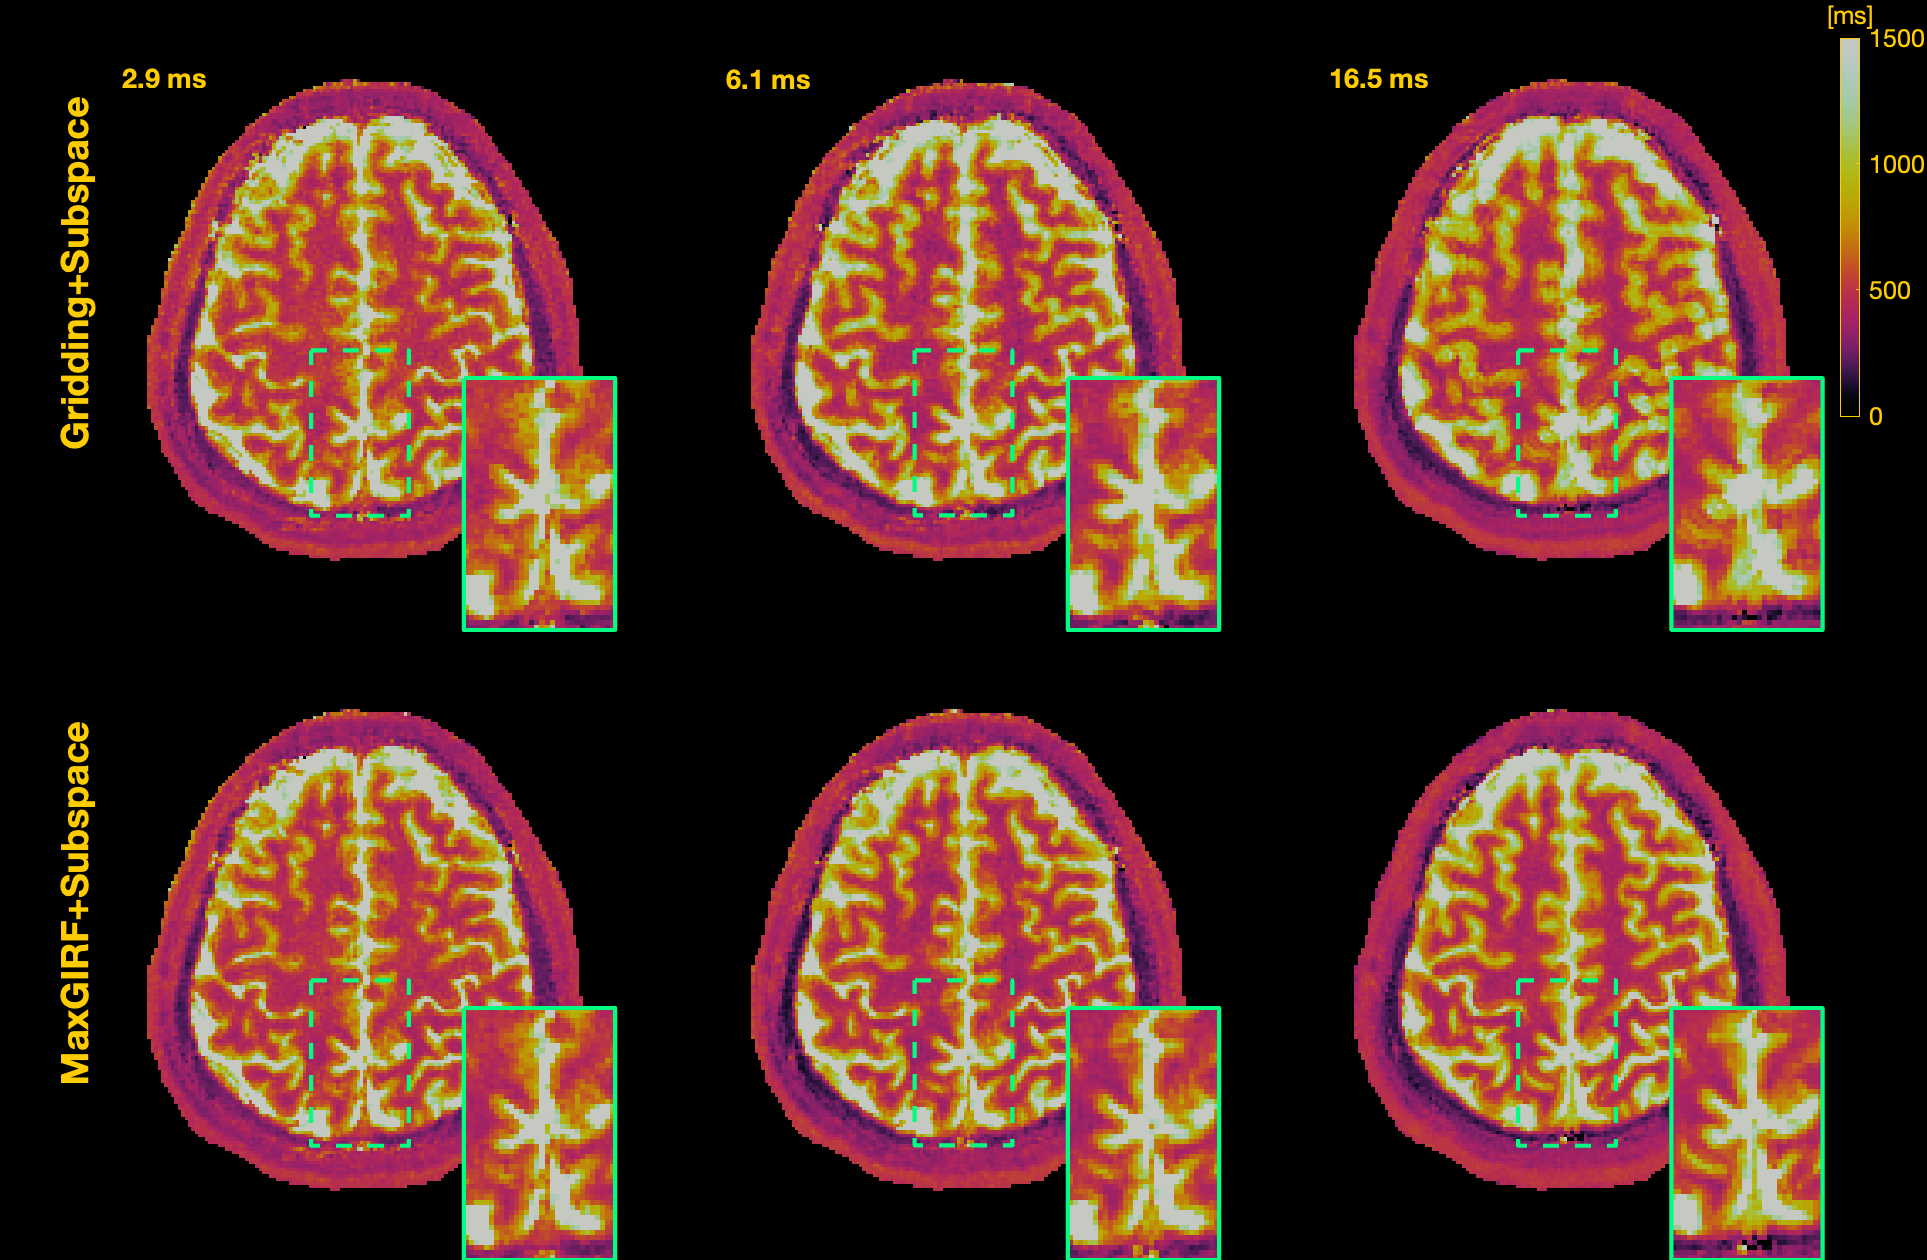 [ms]
2.9 ms
6.1 ms
16.5 ms
1500
1000
500
0
Gridding+Subspace
MaxGIRF+Subspace